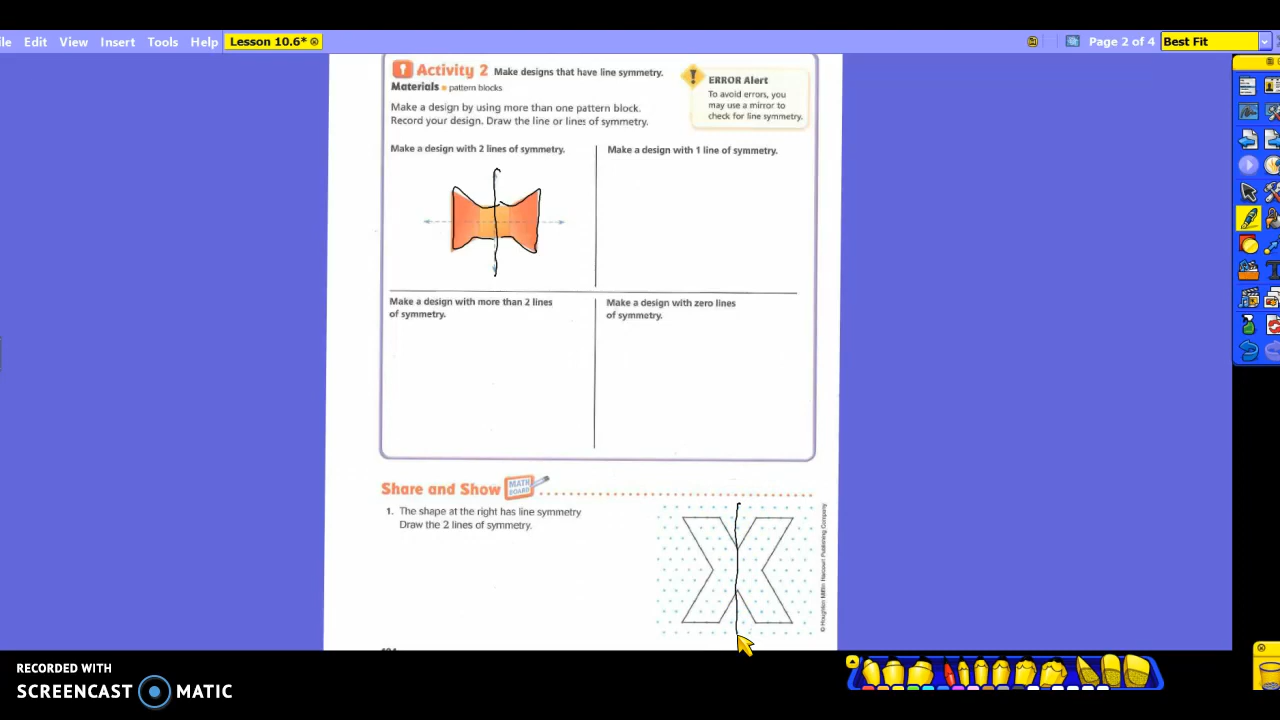 Edit View Insert Tools Help Lesson 10.6* Page 2 of 4 Best Fit
Activity 2 Make designs that have line symmetry.
Materials ■ pattern blocks
Make a design by using more than one pattern block.
Record your design. Draw the line or lines of symmetry.
ERROR Alert
To avoid errors, you
may use a mirror to
check for line symmetry.
Make a design with 2 lines of symmetry.
Make a design with 1 line of symmetry.
Make a design with more than 2 lines
of symmetry.
Make a design with zero lines
of symmetry.
Share and Show MATH BOARD
1. The shape at the right has line symmetry
Draw the 2 lines of symmetry.
© Houghton Mifflin Harcourt Publishing Company
RECORDED WITH
SCREENCAST MATIC